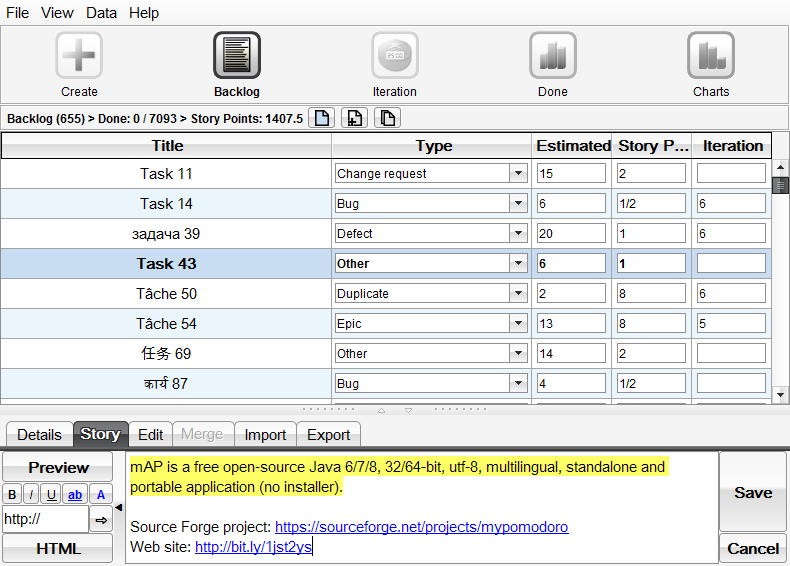 File View Data Help
Create Backlog Iteration Done Charts
Backlog (655) > Done: 0 / 7093 > Story Points: 1407.5
Title Type Estimated Story P... Iteration
Task 11 Change request 15 2
Task 14 Bug 6 1/2 6
задача 39 Defect 20 1 6
Task 43 Other 6 1
Tâche 50 Duplicate 2 8 6
Tâche 54 Epic 13 8 5
任务 69 Other 14 2
कार्य 87 Bug 4 1/2
Details Story Edit Merge Import Export
Preview
B I U ab A
http://
HTML
mAP is a free open-source Java 6/7/8, 32/64-bit, utf-8, multilingual, standalone and
portable application (no installer).
Source Forge project: https://sourceforge.net/projects/mypomodoro
Web site: http://bit.ly/1jst2ys
Save
Cancel